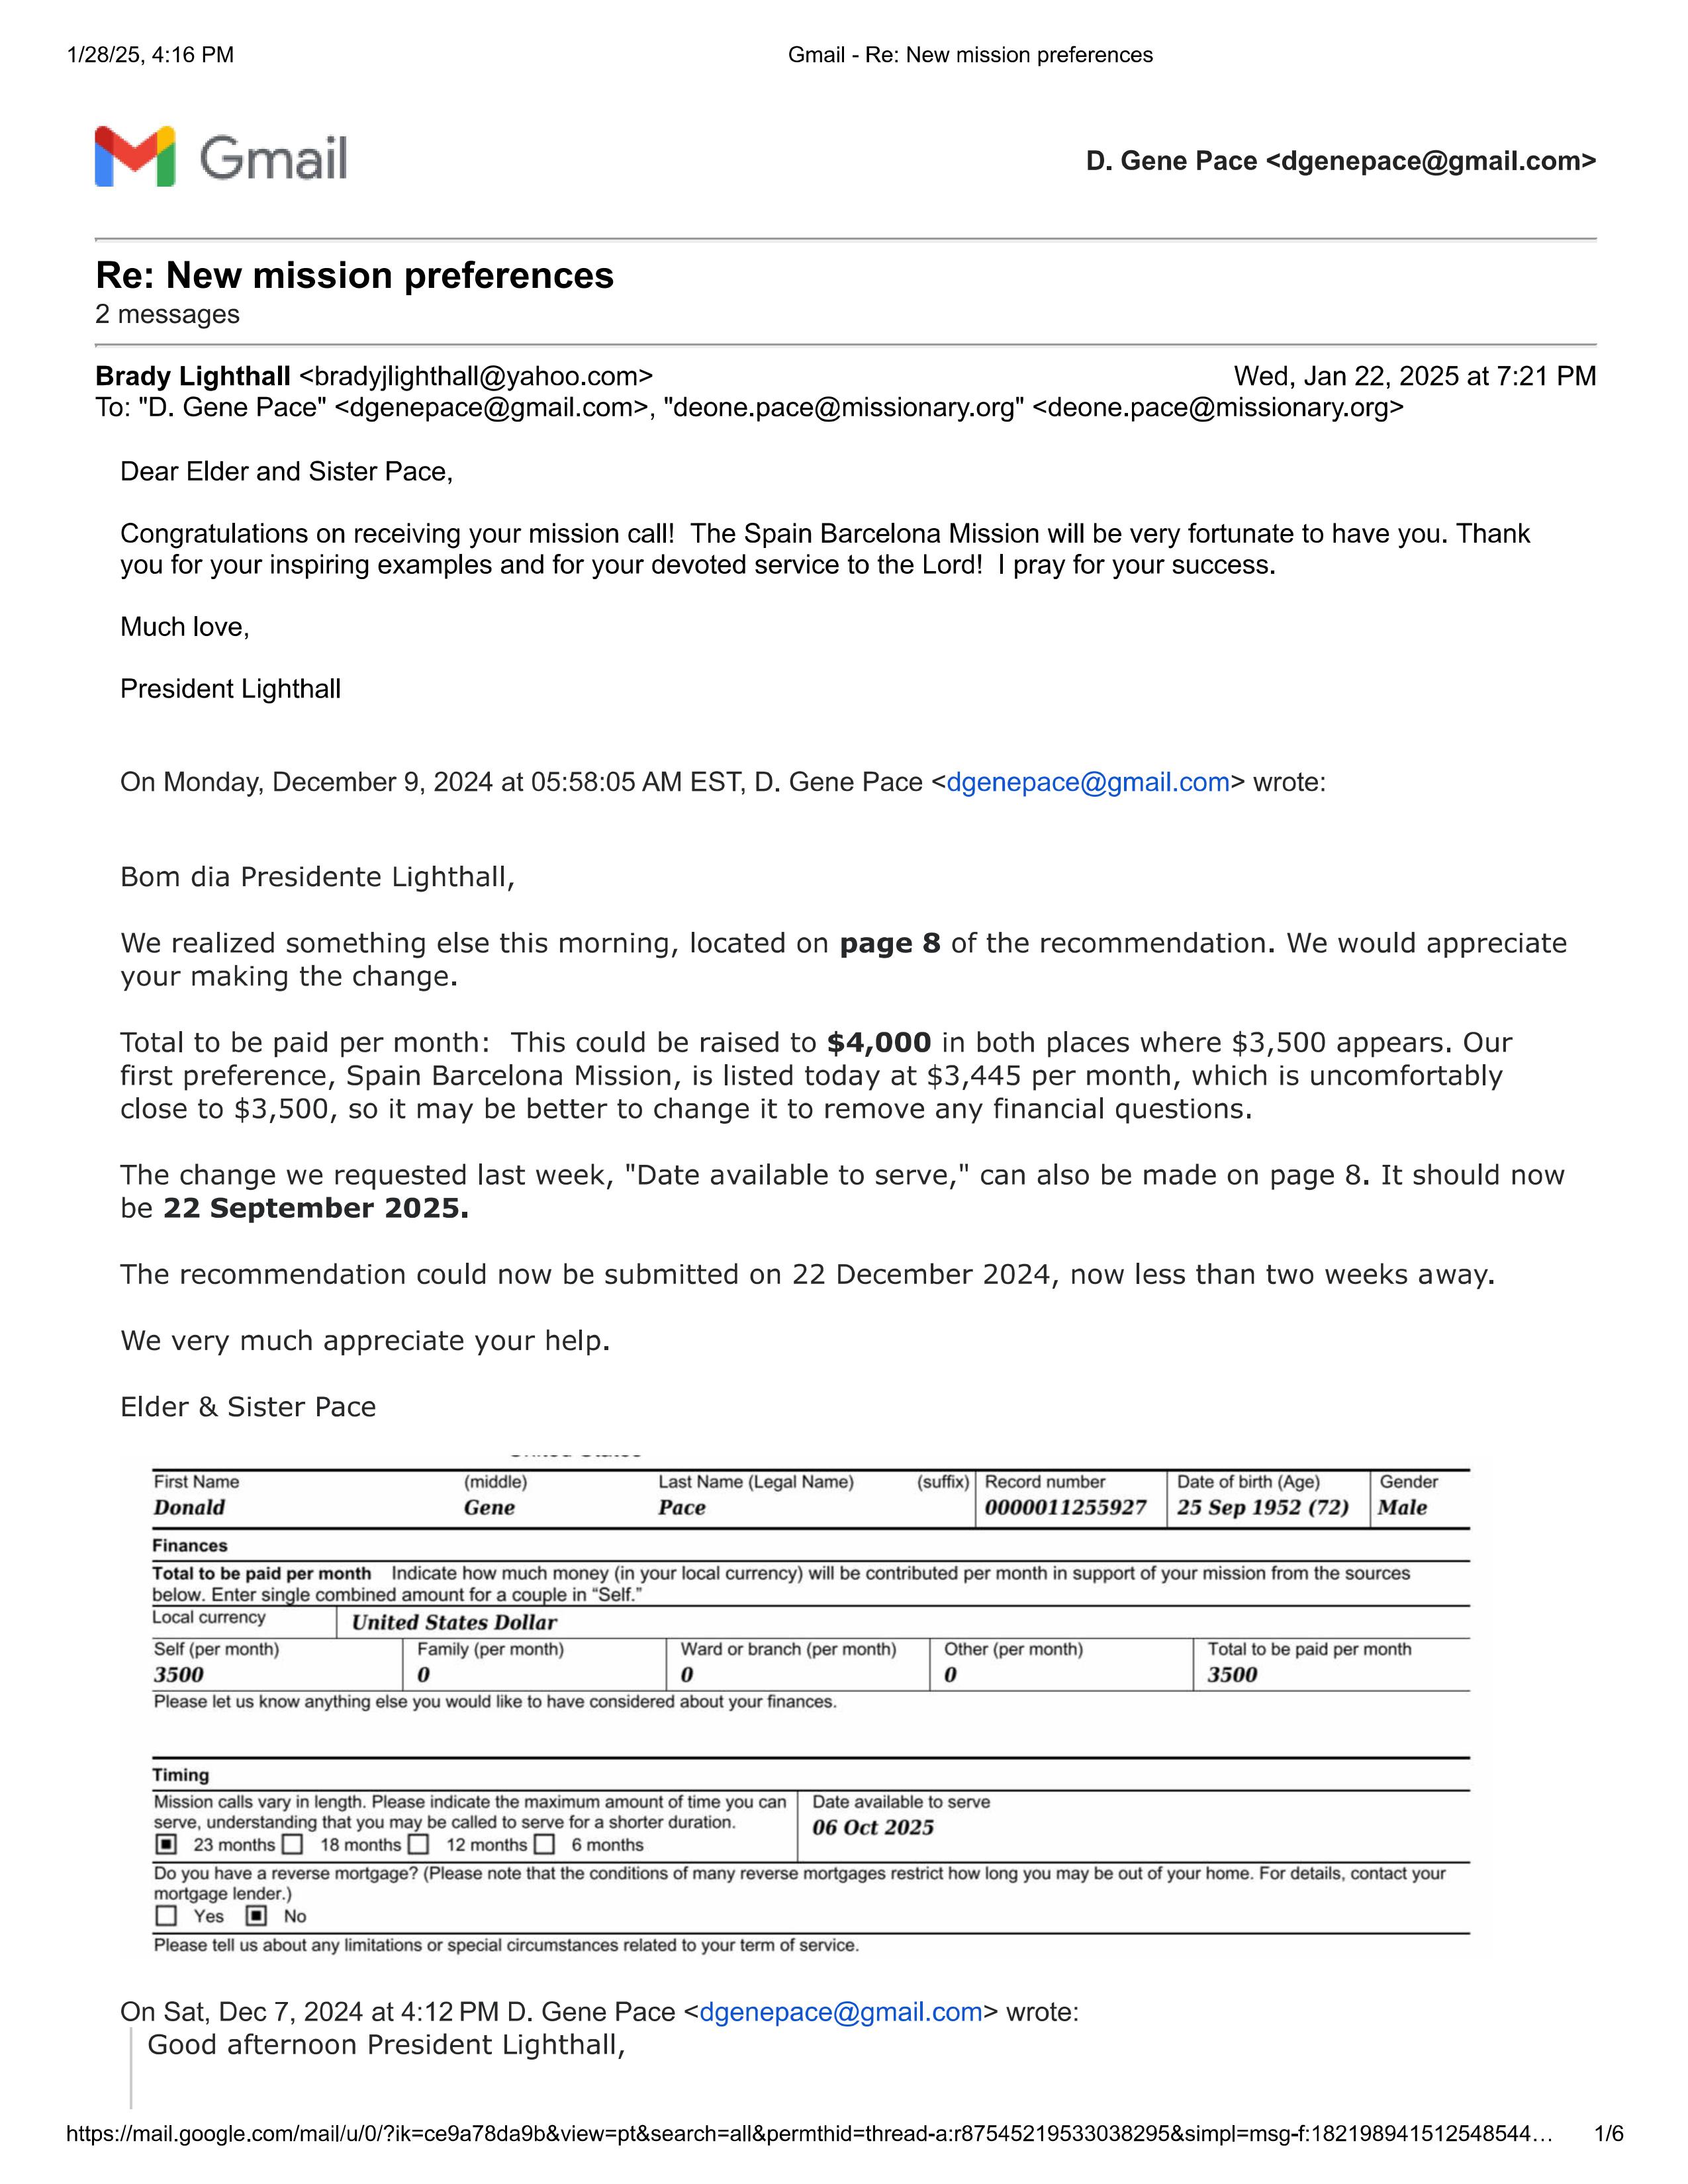 1/28/25, 4:16 PM
Gmail - Re: New mission preferences
Gmail
D. Gene Pace <dgenepace@gmail.com>
Re: New mission preferences
2 messages
Brady Lighthall <bradyjlighthall@yahoo.com>
Wed, Jan 22, 2025 at 7:21 PM
To: "D. Gene Pace" <dgenepace@gmail.com>, "deone.pace@missionary.org" <deone.pace@missionary.org>
Dear Elder and Sister Pace,
Congratulations on receiving your mission call!  The Spain Barcelona Mission will be very fortunate to have you. Thank
you for your inspiring examples and for your devoted service to the Lord!  I pray for your success.
Much love,
President Lighthall
On Monday, December 9, 2024 at 05:58:05 AM EST, D. Gene Pace <dgenepace@gmail.com> wrote:
Bom dia Presidente Lighthall,
We realized something else this morning, located on page 8 of the recommendation. We would appreciate
your making the change.
Total to be paid per month:  This could be raised to $4,000 in both places where $3,500 appears. Our
first preference, Spain Barcelona Mission, is listed today at $3,445 per month, which is uncomfortably
close to $3,500, so it may be better to change it to remove any financial questions.
The change we requested last week, "Date available to serve," can also be made on page 8. It should now
be 22 September 2025.
The recommendation could now be submitted on 22 December 2024, now less than two weeks away.
We very much appreciate your help.
Elder & Sister Pace
First Name (middle) Last Name (Legal Name) (suffix) Record number Date of birth (Age) Gender
Donald Gene Pace 0000011255927 25 Sep 1952 (72) Male
Finances
Total to be paid per month Indicate how much money (in your local currency) will be contributed per month in support of your mission from the sources
below. Enter single combined amount for a couple in “Self.”
Local currency United States Dollar
Self (per month) Family (per month) Ward or branch (per month) Other (per month) Total to be paid per month
3500 0 0 0 3500
Please let us know anything else you would like to have considered about your finances.
Timing
Mission calls vary in length. Please indicate the maximum amount of time you can
serve, understanding that you may be called to serve for a shorter duration.
23 months 18 months 12 months 6 months
Date available to serve
06 Oct 2025
Do you have a reverse mortgage? (Please note that the conditions of many reverse mortgages restrict how long you may be out of your home. For details, contact your
mortgage lender.)
Yes No
Please tell us about any limitations or special circumstances related to your term of service.
On Sat, Dec 7, 2024 at 4:12 PM D. Gene Pace <dgenepace@gmail.com> wrote:
Good afternoon President Lighthall,
https://mail.google.com/mail/u/0/?ik=ce9a78da9b&view=pt&search=all&permthid=thread-a:r87545219533038295&simpl=msg-f:182198941512548544…
1/6